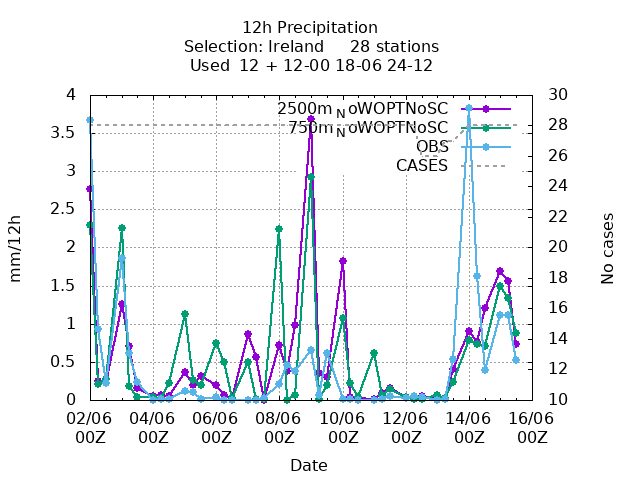 12h Precipitation
Selection: Ireland 28 stations
Used 12 + 12-00 18-06 24-12
4 30
2500m N oWOPTNoSC
3.5 28
750m N oWOPTNoSC
OBS
26
CASES
3 24
2.5 22
2 20
1.5 18
16
1 14
0.5 12
0 10
mm/12h
No cases
02/06 04/06 06/06 08/06 10/06 12/06 14/06 16/06
00Z 00Z 00Z 00Z 00Z 00Z 00Z 00Z
Date